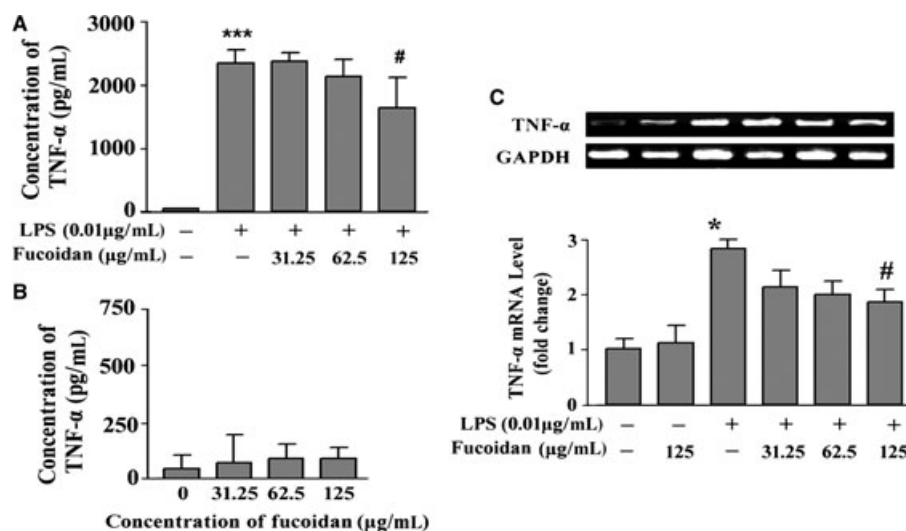 A
Concentration of
TNF-α (pg/mL)
3000
2000
1000
0
***
#
LPS (0.01µg/mL) – + + + +
Fucoidan (µg/mL) – – 31.25 62.5 125
B
Concentration of
TNF-α (pg/mL)
750
500
250
0
0 31.25 62.5 125
Concentration of fucoidan (µg/mL)
C
TNF-α
GAPDH
TNF-α mRNA Level
(fold change)
3
2
1
0
*
#
LPS (0.01µg/mL) – – + + + +
Fucoidan (µg/mL) – 125 – 31.25 62.5 125